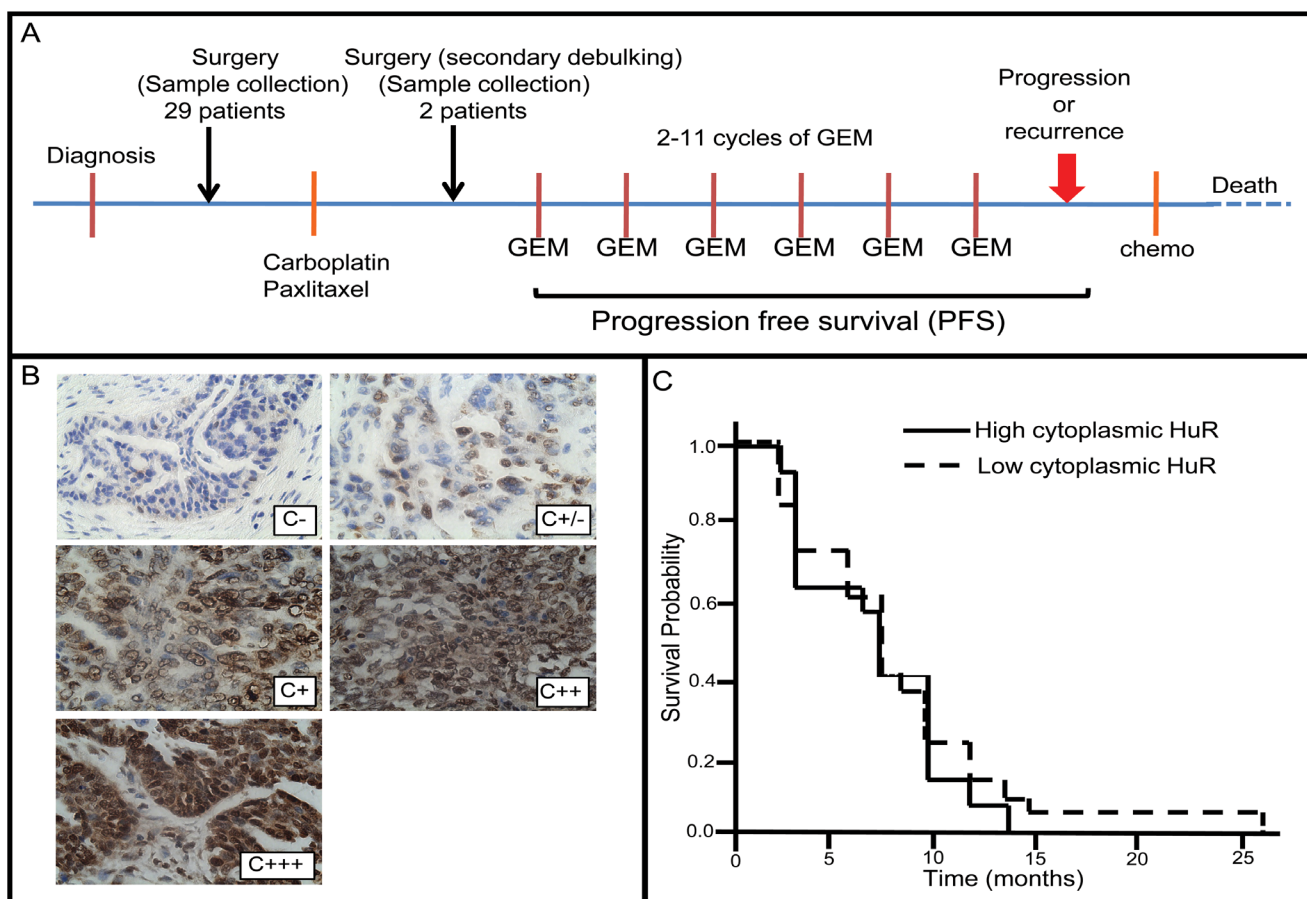 A
Surgery
(Sample collection)
29 patients
Surgery (secondary debulking)
(Sample collection)
2 patients
Progression
or
recurrence
2-11 cycles of GEM
Diagnosis
Death
GEM GEM GEM GEM GEM GEM
chemo
Carboplatin
Paxlitaxel
Progression free survival (PFS)
B
C-
C+/-
C+
C++
C+++
C
High cytoplasmic HuR
Low cytoplasmic HuR
Survival Probability
1.0
0.8
0.6
0.4
0.2
0.0
0 5 10 15 20 25
Time (months)